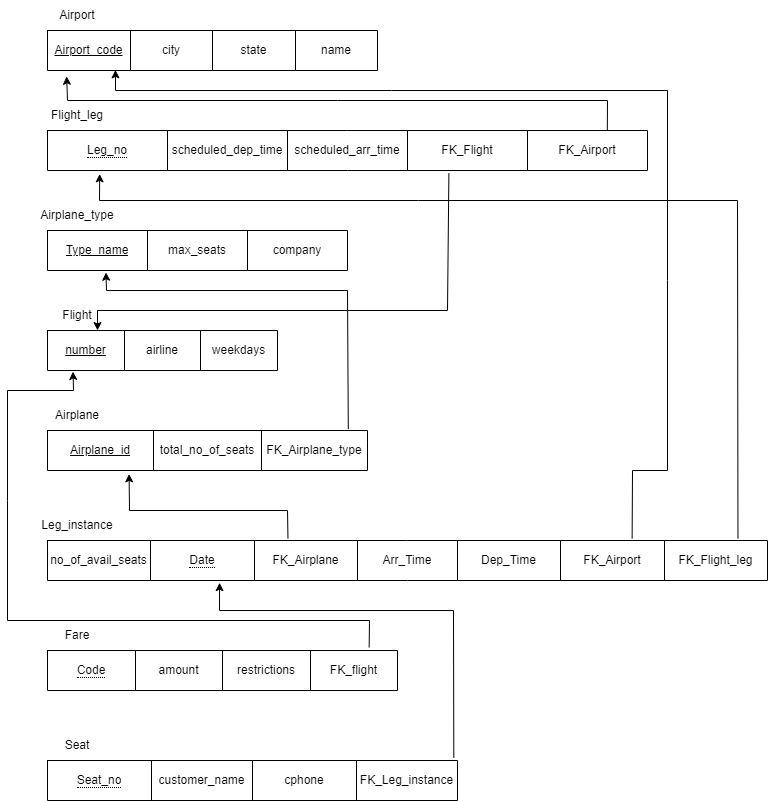 Airport
Airport_code city state name
Flight_leg
Leg_no scheduled_dep_time scheduled_arr_time FK_Flight FK_Airport
Airplane_type
Type_name max_seats company
Flight
number airline weekdays
Airplane
Airplane_id total_no_of_seats FK_Airplane_type
Leg_instance
no_of_avail_seats Date FK_Airplane Arr_Time Dep_Time FK_Airport FK_Flight_leg
Fare
Code amount restrictions FK_flight
Seat
Seat_no customer_name cphone FK_Leg_instance